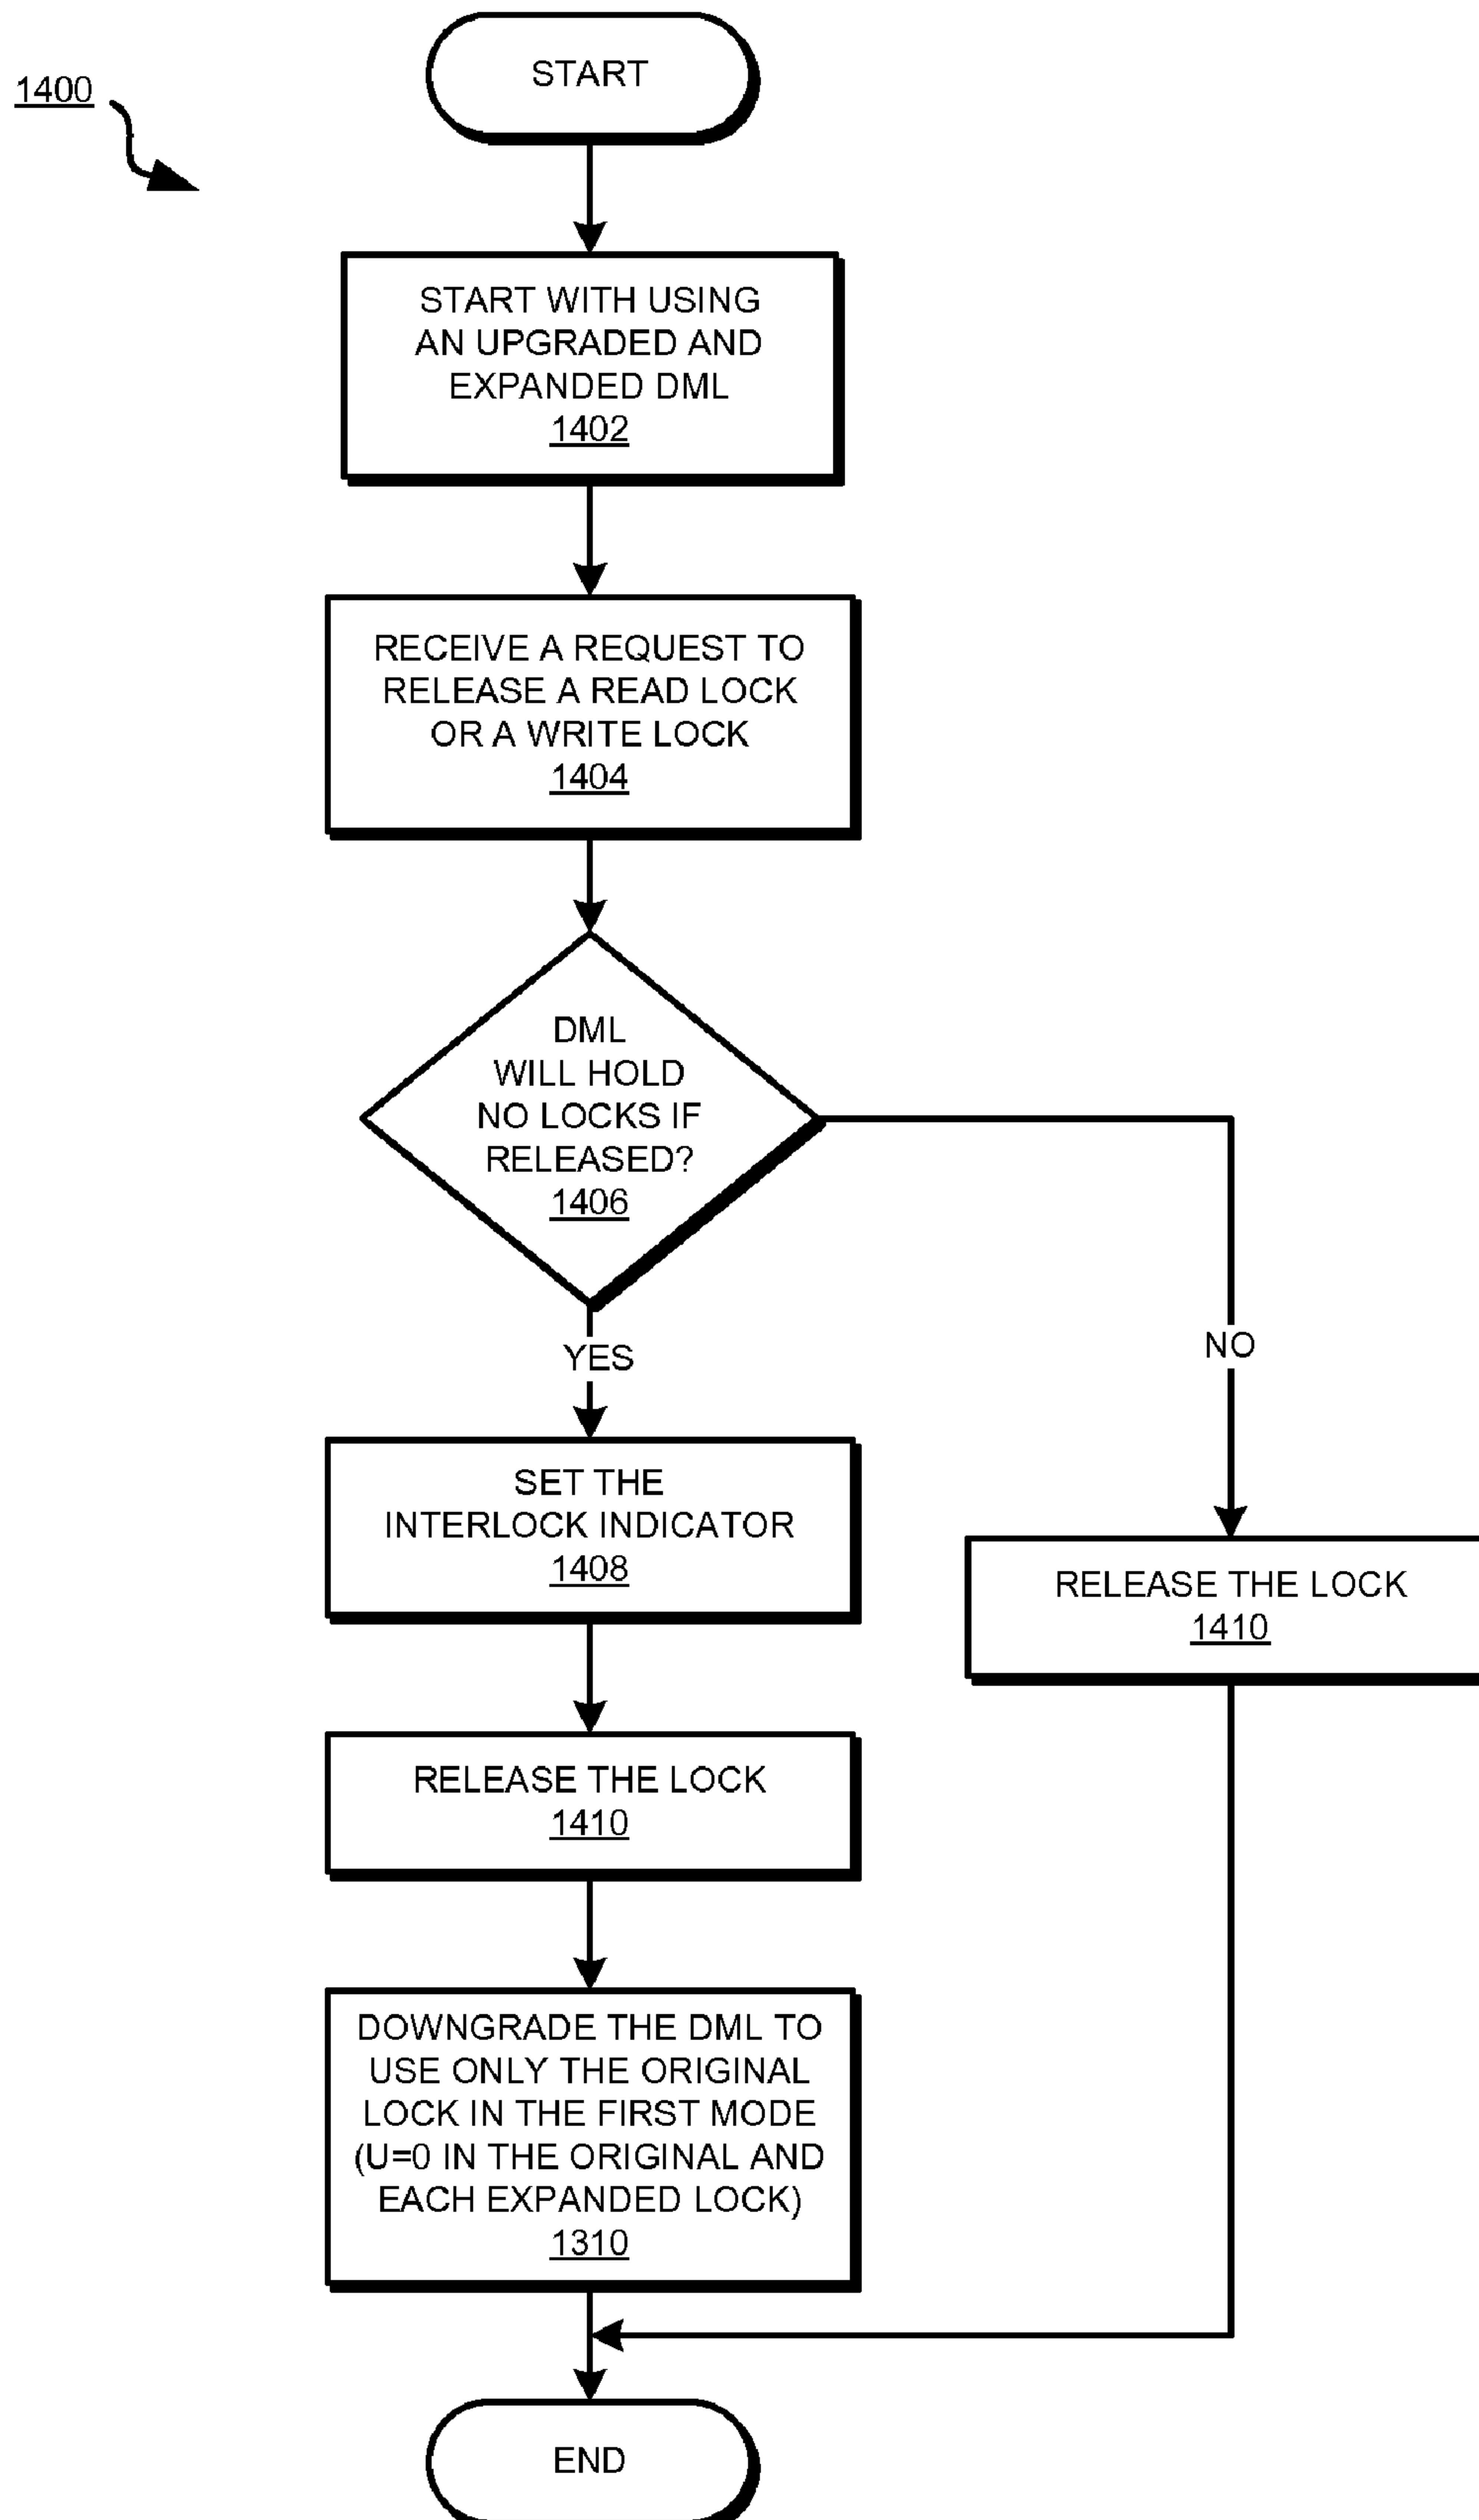 1400
START
START WITH USING
AN UPGRADED AND
EXPANDED DML
1402
RECEIVE A REQUEST TO
RELEASE A READ LOCK
OR A WRITE LOCK
1404
DML
WILL HOLD
NO LOCKS IF
RELEASED?
1406
YES
NO
SET THE
INTERLOCK INDICATOR
1408
RELEASE THE LOCK
1410
RELEASE THE LOCK
1410
DOWNGRADE THE DML TO
USE ONLY THE ORIGINAL
LOCK IN THE FIRST MODE
(U=0 IN THE ORIGINAL AND
EACH EXPANDED LOCK)
1310
END